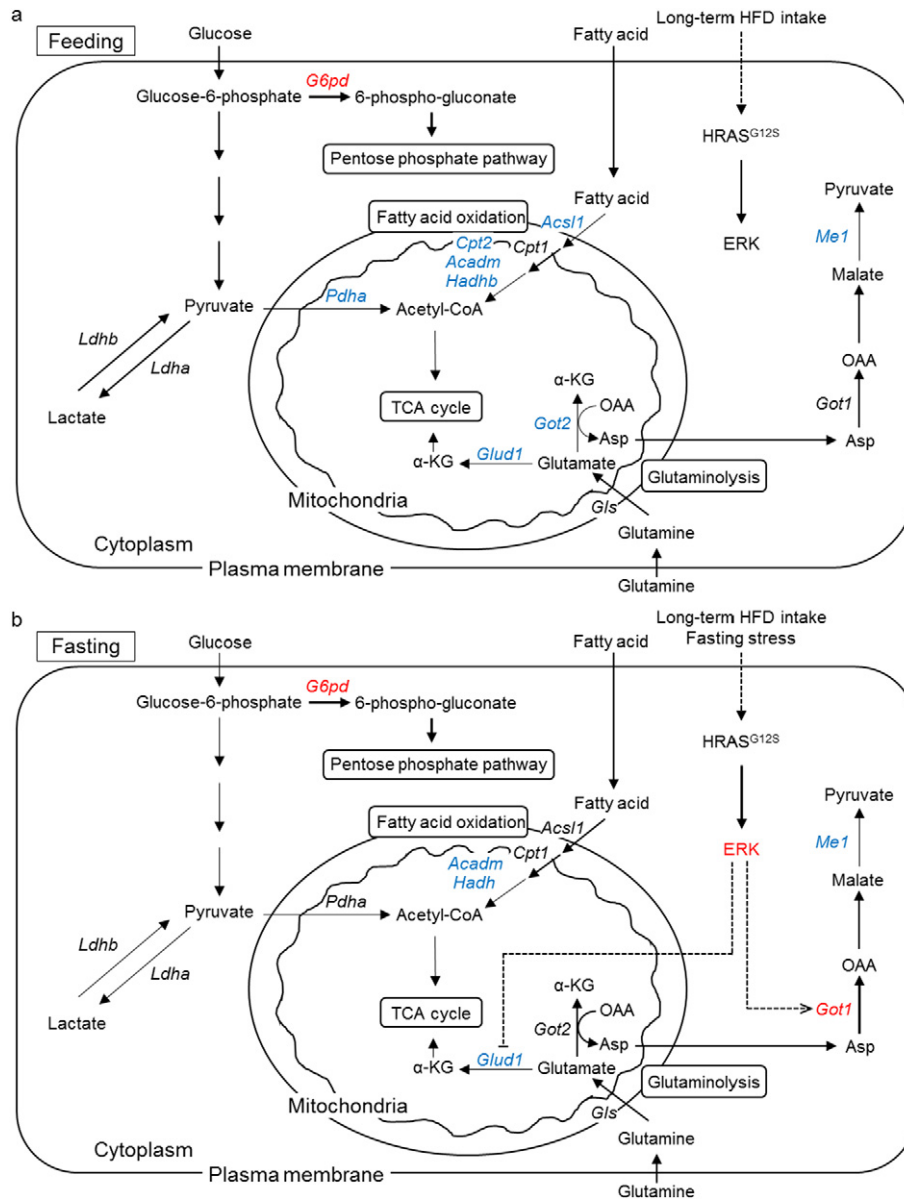 a
Feeding
Glucose
Fatty acid
Long-term HFD intake
G6pd
Glucose-6-phosphate
6-phospho-gluconate
HRASG12S
Pentose phosphate pathway
Pyruvate
Fatty acid
Fatty acid oxidation
Acsl1
Cpt2
Cpt1
ERK
Me1
Acadm
Hadhb
Malate
Pdha
Pyruvate
Acetyl-CoA
Ldhb
Ldha
OAA
α-KG
Lactate
TCA cycle
OAA
Got2
Got1
Asp
Asp
Glud1
α-KG
Glutamate
Glutaminolysis
Mitochondria
Gls
Glutamine
Cytoplasm
Plasma membrane
Glutamine
b
Long-term HFD intake
Fasting
Glucose
Fatty acid
Fasting stress
G6pd
Glucose-6-phosphate
6-phospho-gluconate
HRASG12S
Pentose phosphate pathway
Pyruvate
Fatty acid
Fatty acid oxidation
Acsl1
Cpt1
ERK
Me1
Acadm
Hadh
Malate
Pdha
Pyruvate
Acetyl-CoA
Ldhb
Ldha
OAA
α-KG
Lactate
TCA cycle
OAA
Got1
Got2
Asp
Asp
Glud1
α-KG
Glutamate
Glutaminolysis
Mitochondria
Gls
Glutamine
Cytoplasm
Plasma membrane
Glutamine